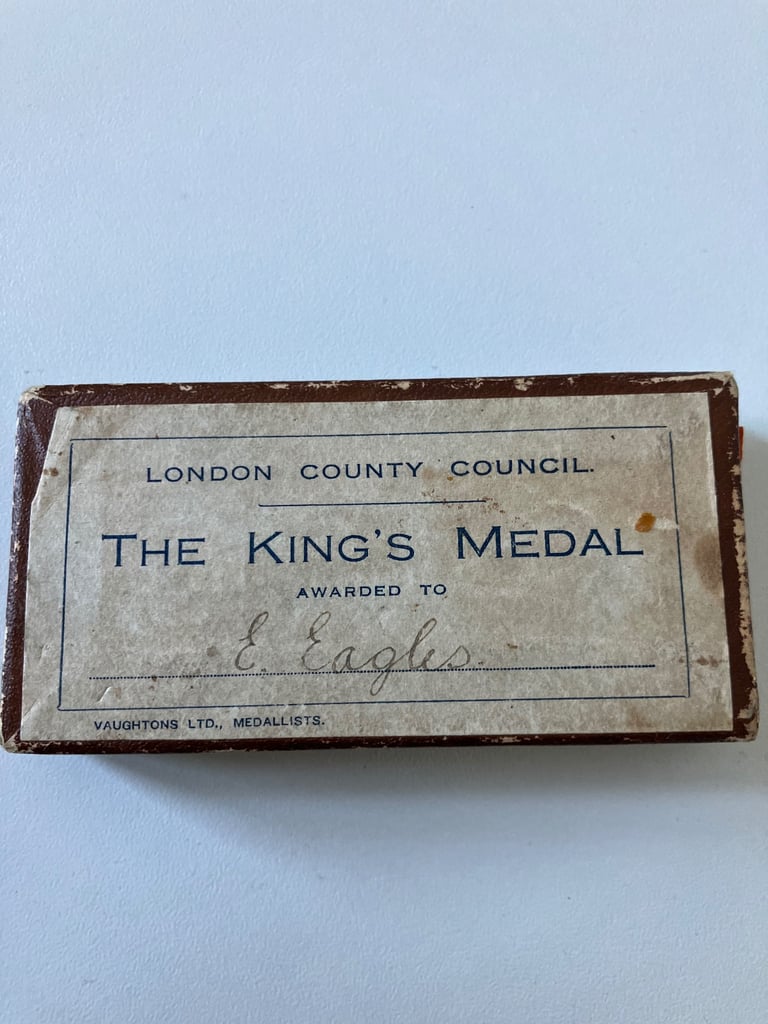 LONDON COUNTY COUNCIL.
THE KING'S MEDAL
AWARDED TO
E. Eagles.
VAUGHTONS LTD., MEDALLISTS.